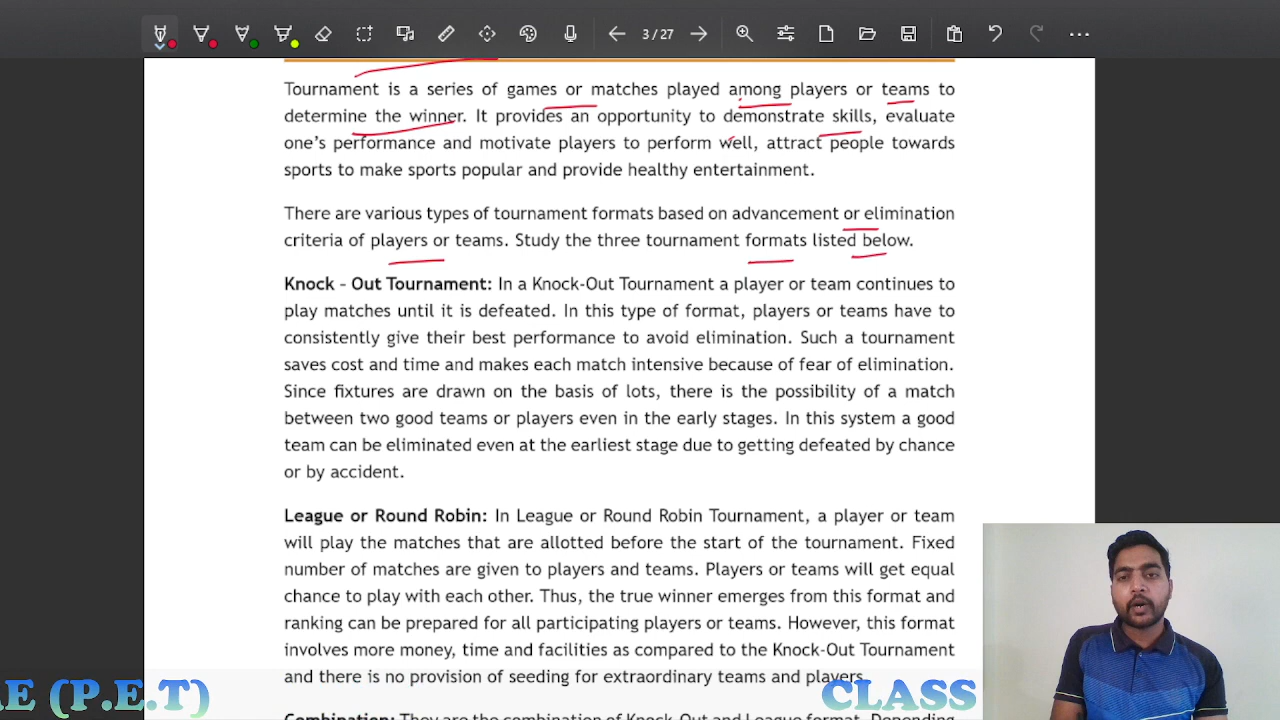 3 / 27
Tournament is a series of games or matches played among players or teams to
determine the winner. It provides an opportunity to demonstrate skills, evaluate
one's performance and motivate players to perform well, attract people towards
sports to make sports popular and provide healthy entertainment.
There are various types of tournament formats based on advancement or elimination
criteria of players or teams. Study the three tournament formats listed below.
Knock - Out Tournament: In a Knock-Out Tournament a player or team continues to
play matches until it is defeated. In this type of format, players or teams have to
consistently give their best performance to avoid elimination. Such a tournament
saves cost and time and makes each match intensive because of fear of elimination.
Since fixtures are drawn on the basis of lots, there is the possibility of a match
between two good teams or players even in the early stages. In this system a good
team can be eliminated even at the earliest stage due to getting defeated by chance
or by accident.
League or Round Robin: In League or Round Robin Tournament, a player or team
will play the matches that are allotted before the start of the tournament. Fixed
number of matches are given to players and teams. Players or teams will get equal
chance to play with each other. Thus, the true winner emerges from this format and
ranking can be prepared for all participating players or teams. However, this format
involves more money, time and facilities as compared to the Knock-Out Tournament
and there is no provision of seeding for extraordinary teams and players.
E (P.E.T) CLASS
Combination: They are the combination of Knock-Out and League format. Depending